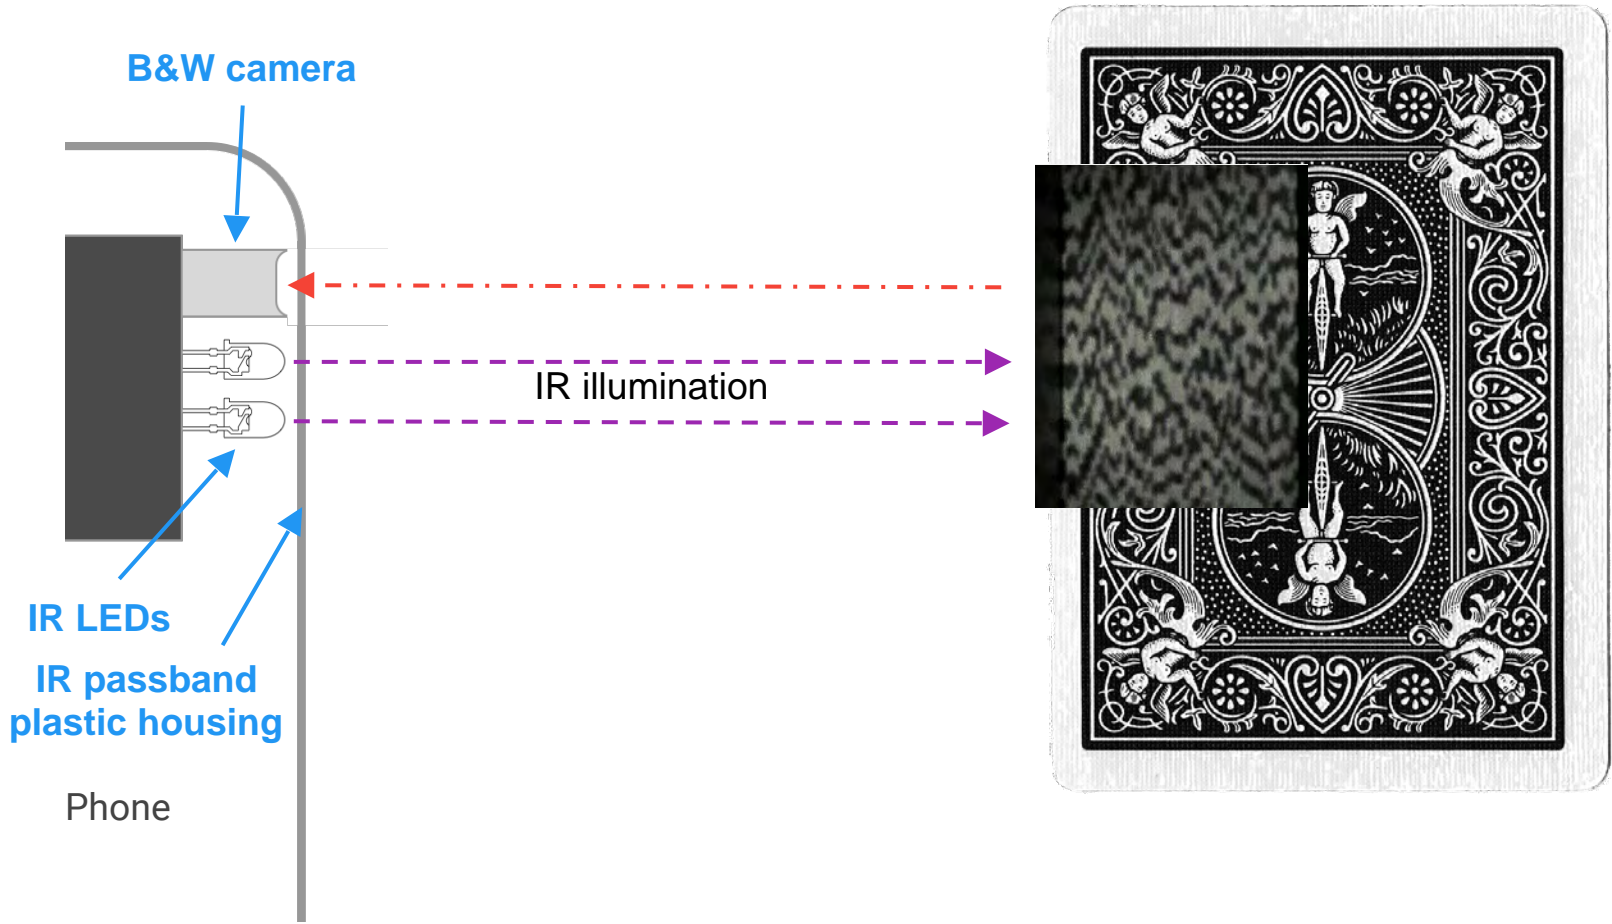 B&W camera
IR illumination
IR LEDs
IR passband
plastic housing
Phone